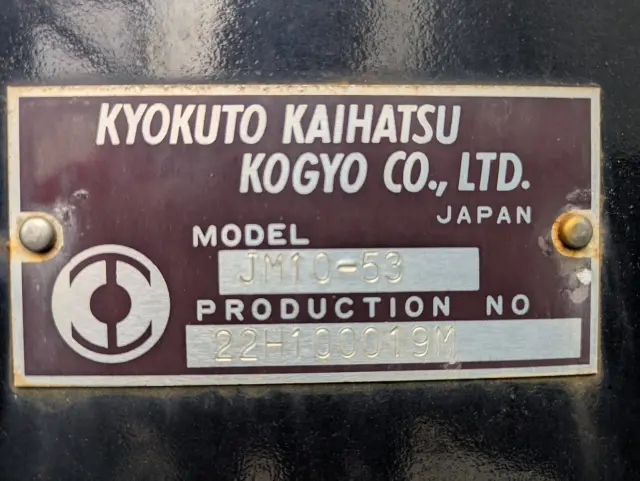 KYOKUTO KAIHATSU
KOGYO CO., LTD.
JAPAN
MODEL
JM10-53
PRODUCTION NO
22H100019M